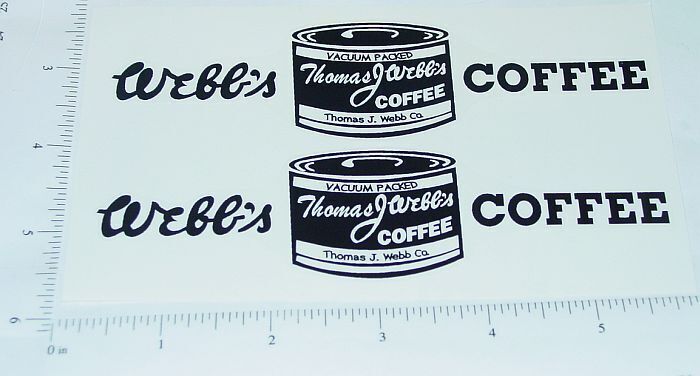 Webb's
VACUUM PACKED
Thomas J Webb's
COFFEE
Thomas J. Webb Co.
COFFEE
Webb's
VACUUM PACKED
Thomas J Webb's
COFFEE
Thomas J. Webb Co.
COFFEE
3
4
5
6
0 in 1 2 3 4 5